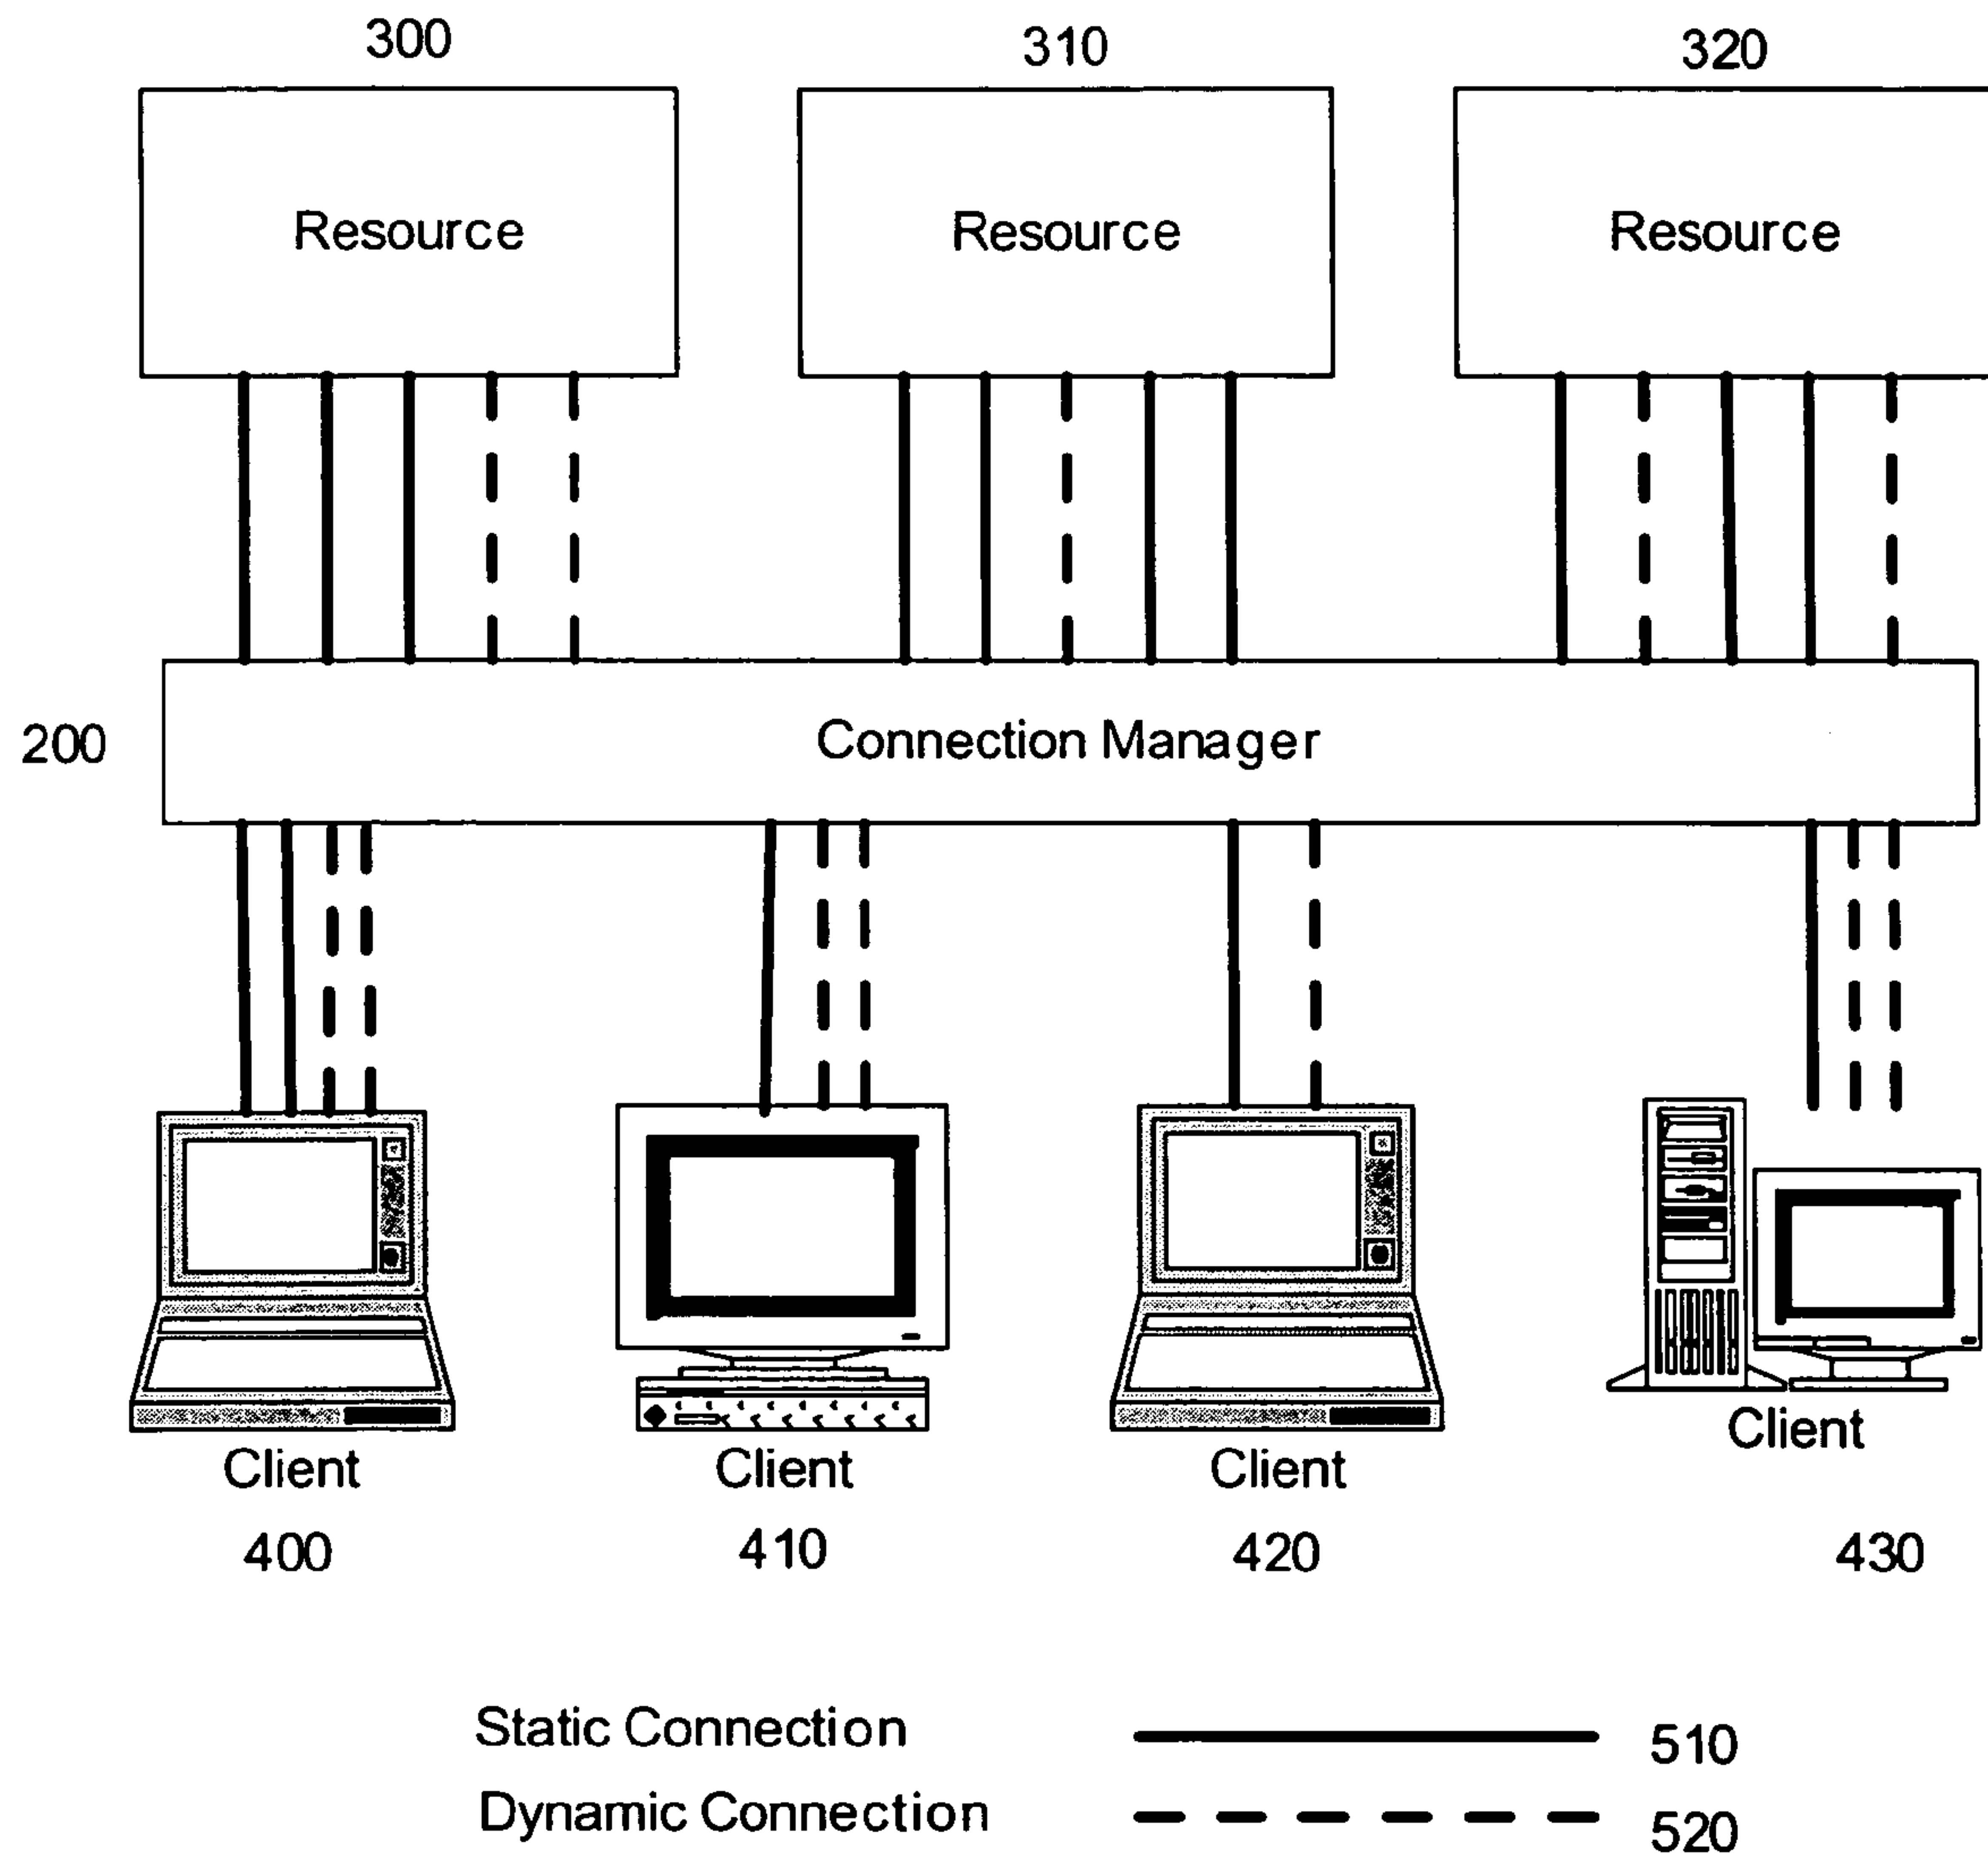 300
310
320
Resource
Resource
Resource
200
Connection Manager
Client
Client
Client
Client
400
410
420
430
Static Connection
510
Dynamic Connection
520